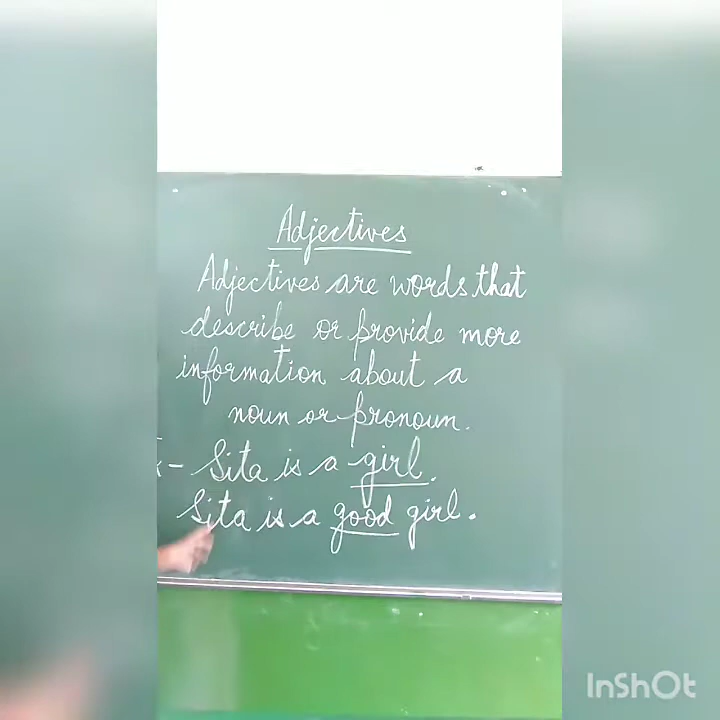 Adjectives
Adjectives are words that
describe or provide more
information about a
noun or pronoun.
- Sita is a girl.
Sita is a good girl.
InShOt